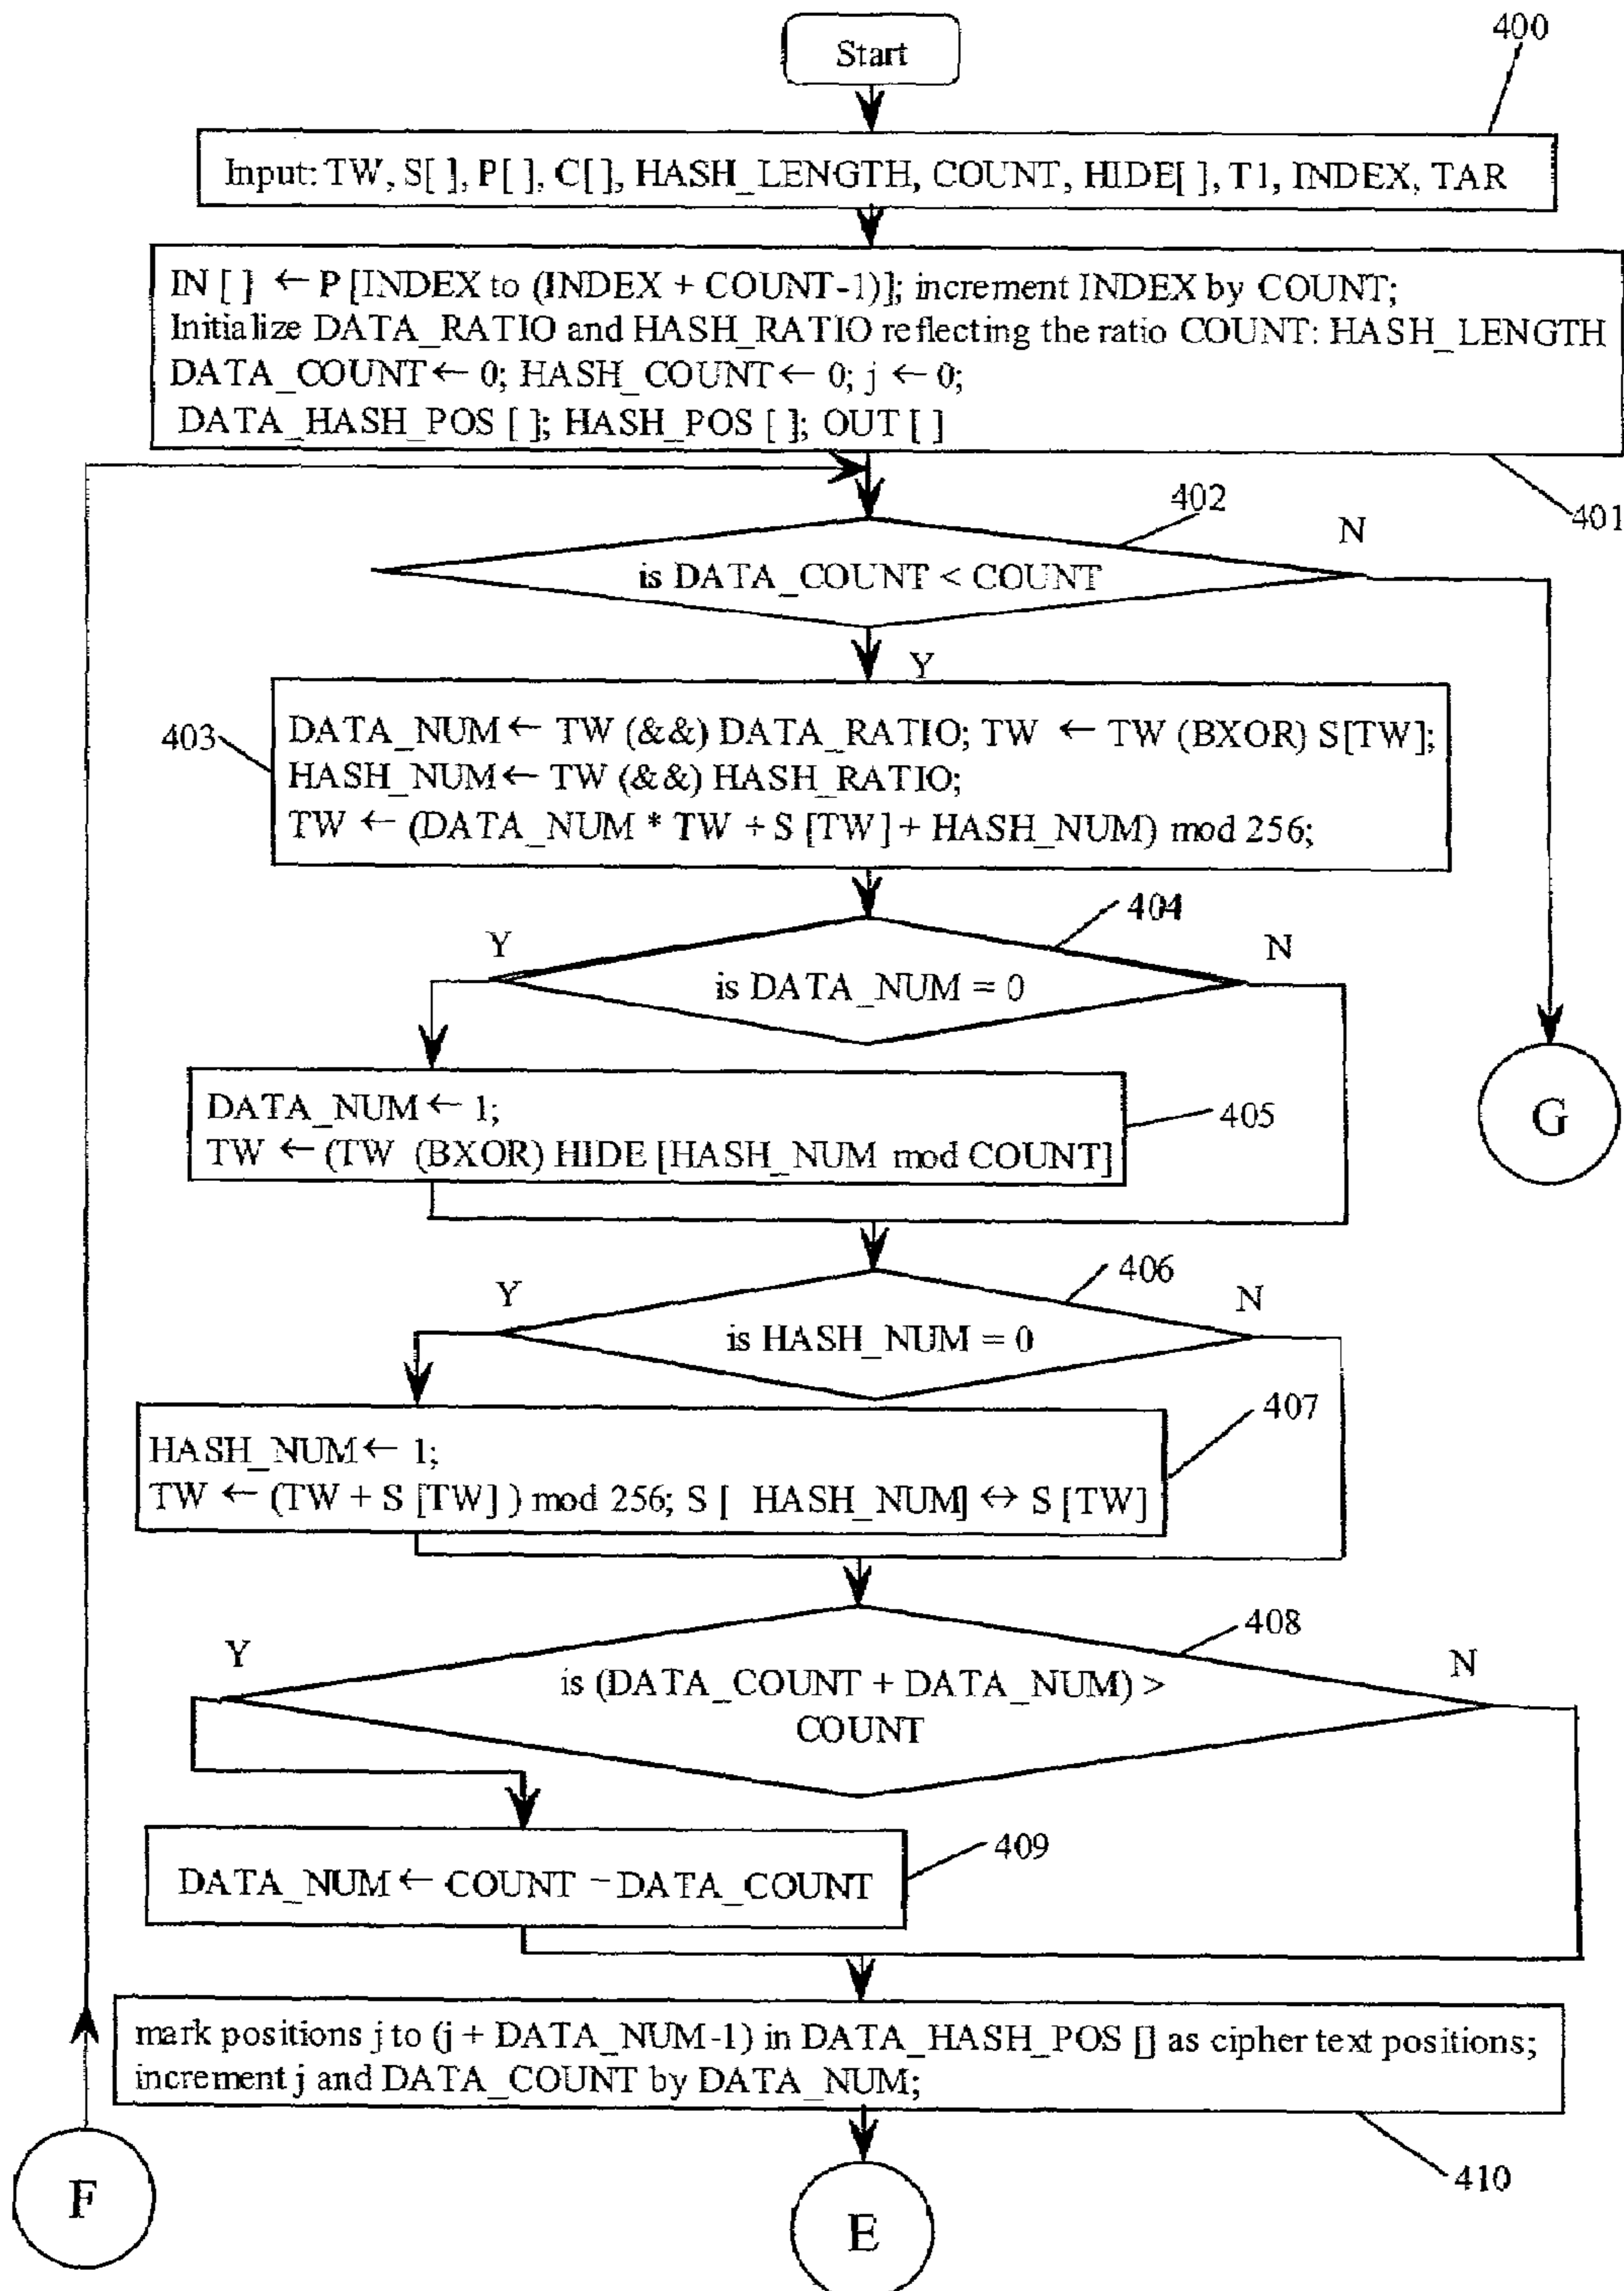 400
Start
Input: TW, S[ ], P[ ], C[], HASH_LENGTH, COUNT, HIDE[ ], T1, INDEX, TAR
IN [ ] ← P [INDEX to (INDEX + COUNT-1)]; increment INDEX by COUNT;
Initialize DATA_RATIO and HASH_RATIO reflecting the ratio COUNT: HASH_LENGTH
DATA_COUNT ← 0; HASH_COUNT ← 0; j ← 0;
DATA_HASH_POS [ ]; HASH_POS [ ]; OUT [ ]
401
402
N
is DATA_COUNT < COUNT
Y
403
DATA_NUM ← TW (&&) DATA_RATIO; TW ← TW (BXOR) S[TW];
HASH_NUM ← TW (&&) HASH_RATIO;
TW ← (DATA_NUM * TW + S [TW] + HASH_NUM) mod 256;
404
Y
N
is DATA_NUM = 0
DATA_NUM ← 1;
TW ← (TW (BXOR) HIDE [HASH_NUM mod COUNT]
405
G
406
Y
N
is HASH_NUM = 0
407
HASH_NUM ← 1;
TW ← (TW + S [TW] ) mod 256; S [ HASH_NUM] ↔ S [TW]
408
Y
N
is (DATA_COUNT + DATA_NUM) >
COUNT
409
DATA_NUM ← COUNT - DATA_COUNT
mark positions j to (j + DATA_NUM-1) in DATA_HASH_POS [] as cipher text positions;
increment j and DATA_COUNT by DATA_NUM;
410
F
E